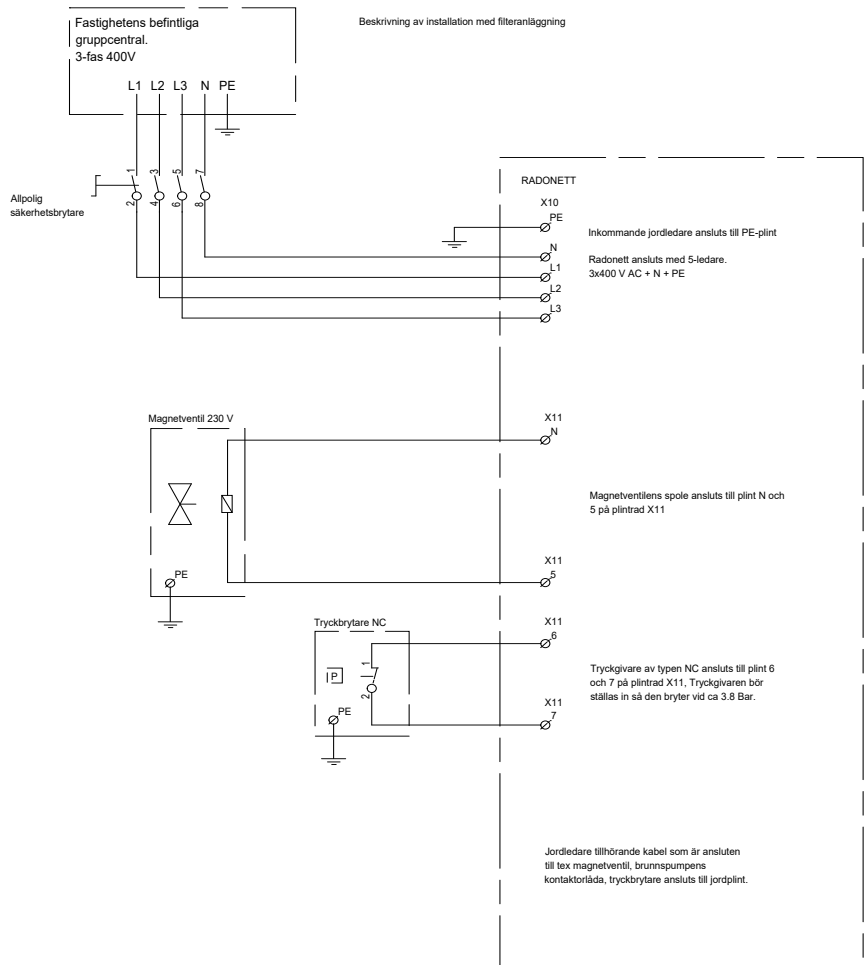 Fastighetens befintliga
gruppcentral.
3-fas 400V
L1 L2 L3 N PE
Beskrivning av installation med filteranläggning
1 3 5 7
2 4 6 8
Allpolig
säkerhetsbrytare
RADONETT
X10
PE
Inkommande jordledare ansluts till PE-plint
N
L1
L2
L3
Radonett ansluts med 5-ledare.
3x400 V AC + N + PE
Magnetventil 230 V
X11
N
Magnetventilens spole ansluts till plint N och
5 på plintrad X11
PE
X11
5
Tryckbrytare NC
P
1
2
PE
X11
6
X11
7
Tryckgivare av typen NC ansluts till plint 6
och 7 på plintrad X11, Tryckgivaren bör
ställas in så den bryter vid ca 3.8 Bar.
Jordledare tillhörande kabel som är ansluten
till tex magnetventil, brunnspumpens
kontaktorlåda, tryckbrytare ansluts till jordplint.